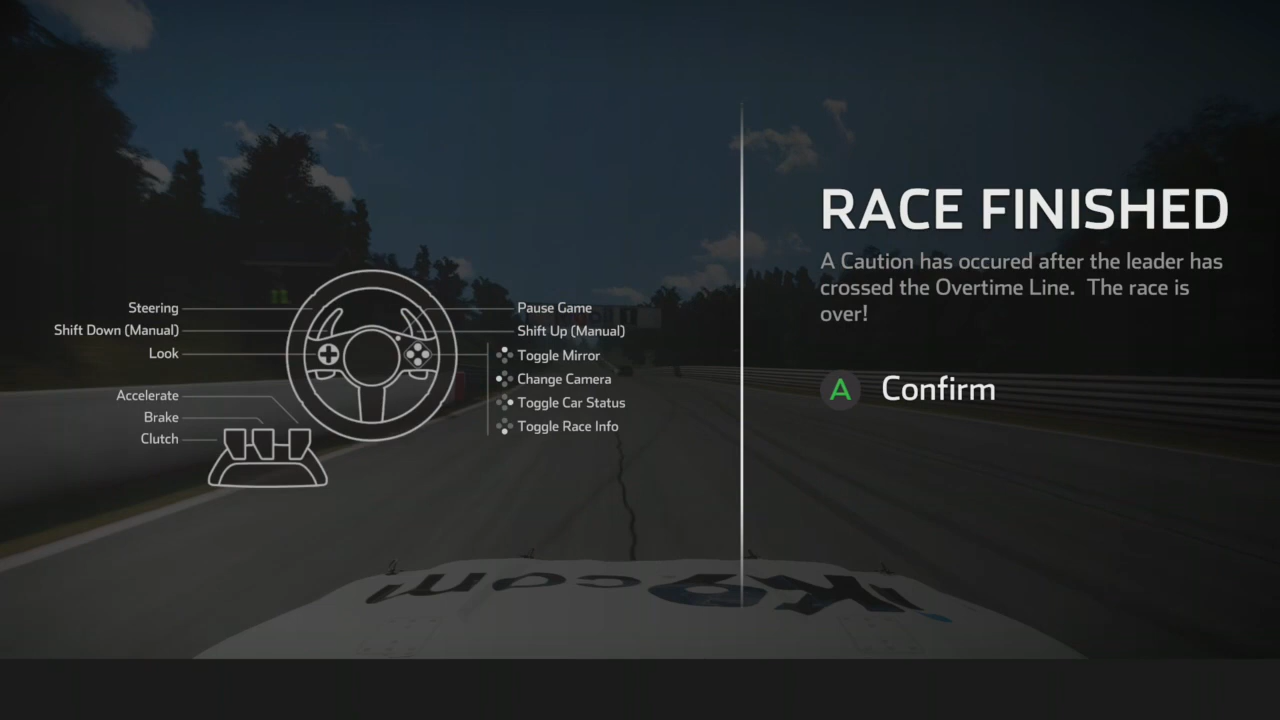 Steering
Shift Down (Manual)
Look
Accelerate
Brake
Clutch
Pause Game
Shift Up (Manual)
Toggle Mirror
Change Camera
Toggle Car Status
Toggle Race Info
RACE FINISHED
A Caution has occured after the leader has
crossed the Overtime Line. The race is
over!
A Confirm